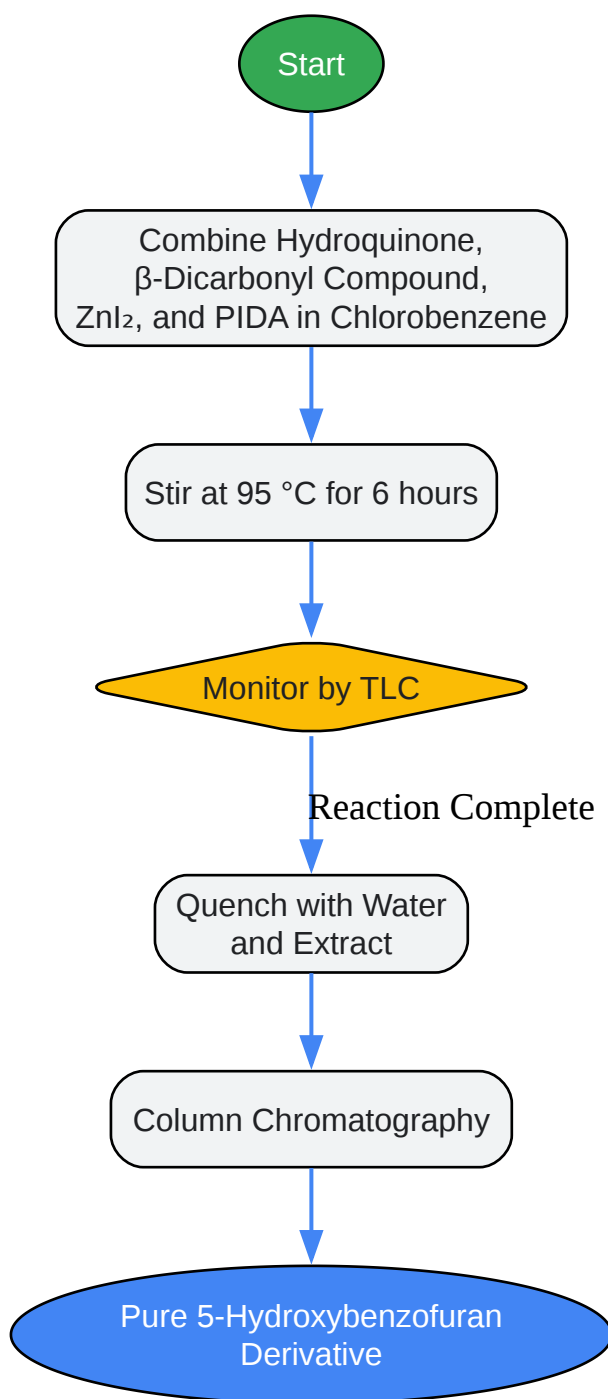 Start
Combine Hydroquinone,
β-Dicarbonyl Compound,
ZnI₂, and PIDA in Chlorobenzene
Stir at 95 °C for 6 hours
Monitor by TLC
Reaction Complete
Quench with Water
and Extract
Column Chromatography
Pure 5-Hydroxybenzofuran
Derivative